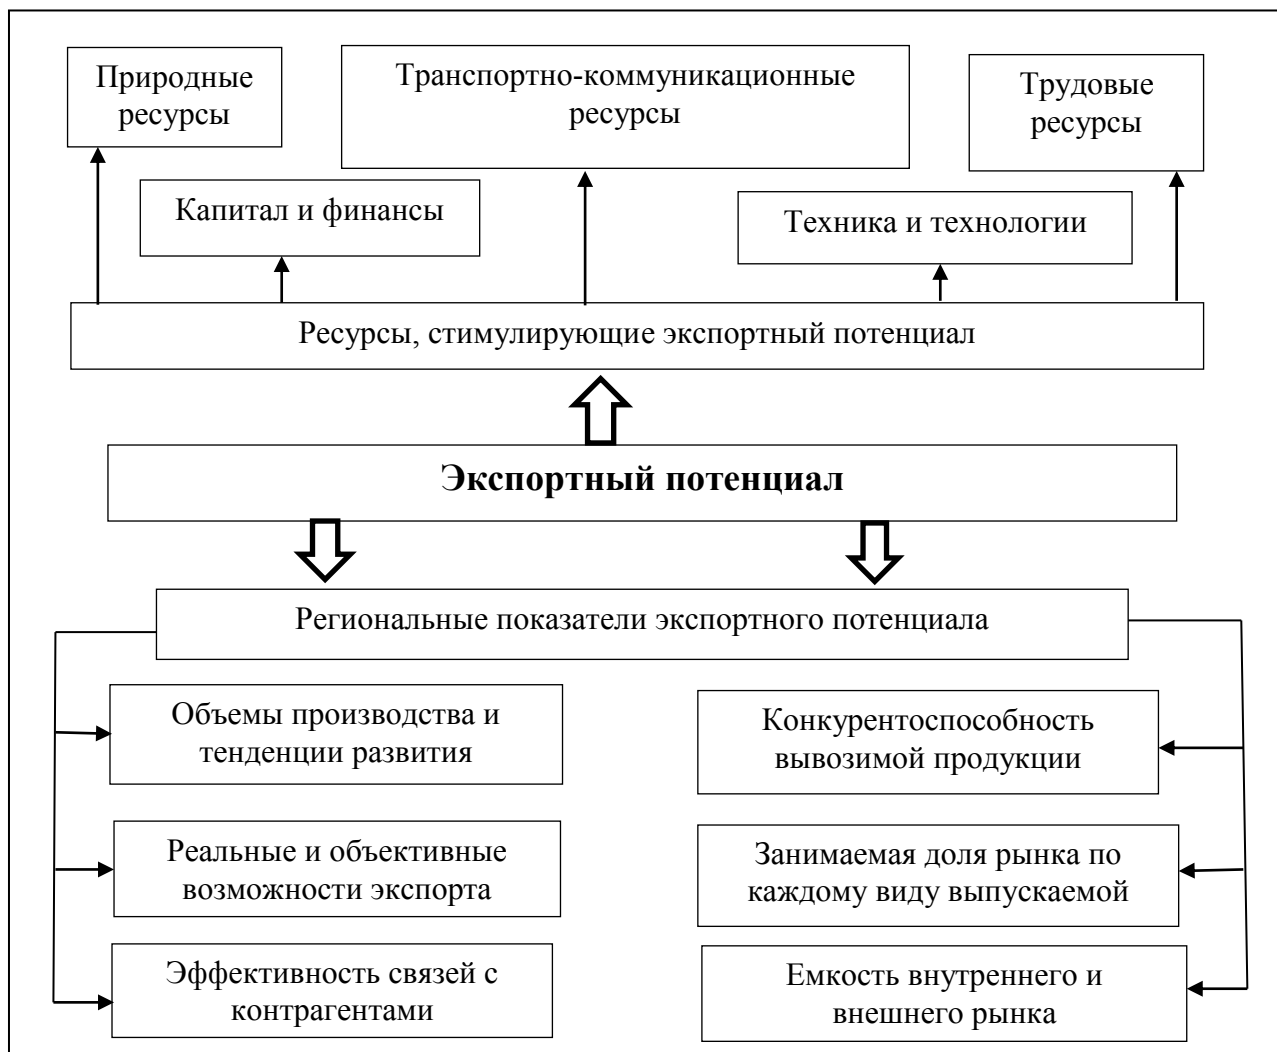 Природные
ресурсы
Транспортно-коммуникационные
ресурсы
Трудовые
ресурсы
Капитал и финансы
Техника и технологии
Ресурсы, стимулирующие экспортный потенциал
Экспортный потенциал
Региональные показатели экспортного потенциала
Объемы производства и
тенденции развития
Конкурентоспособность
вывозимой продукции
Реальные и объективные
возможности экспорта
Занимаемая доля рынка по
каждому виду выпускаемой
Эффективность связей с
контрагентами
Емкость внутреннего и
внешнего рынка